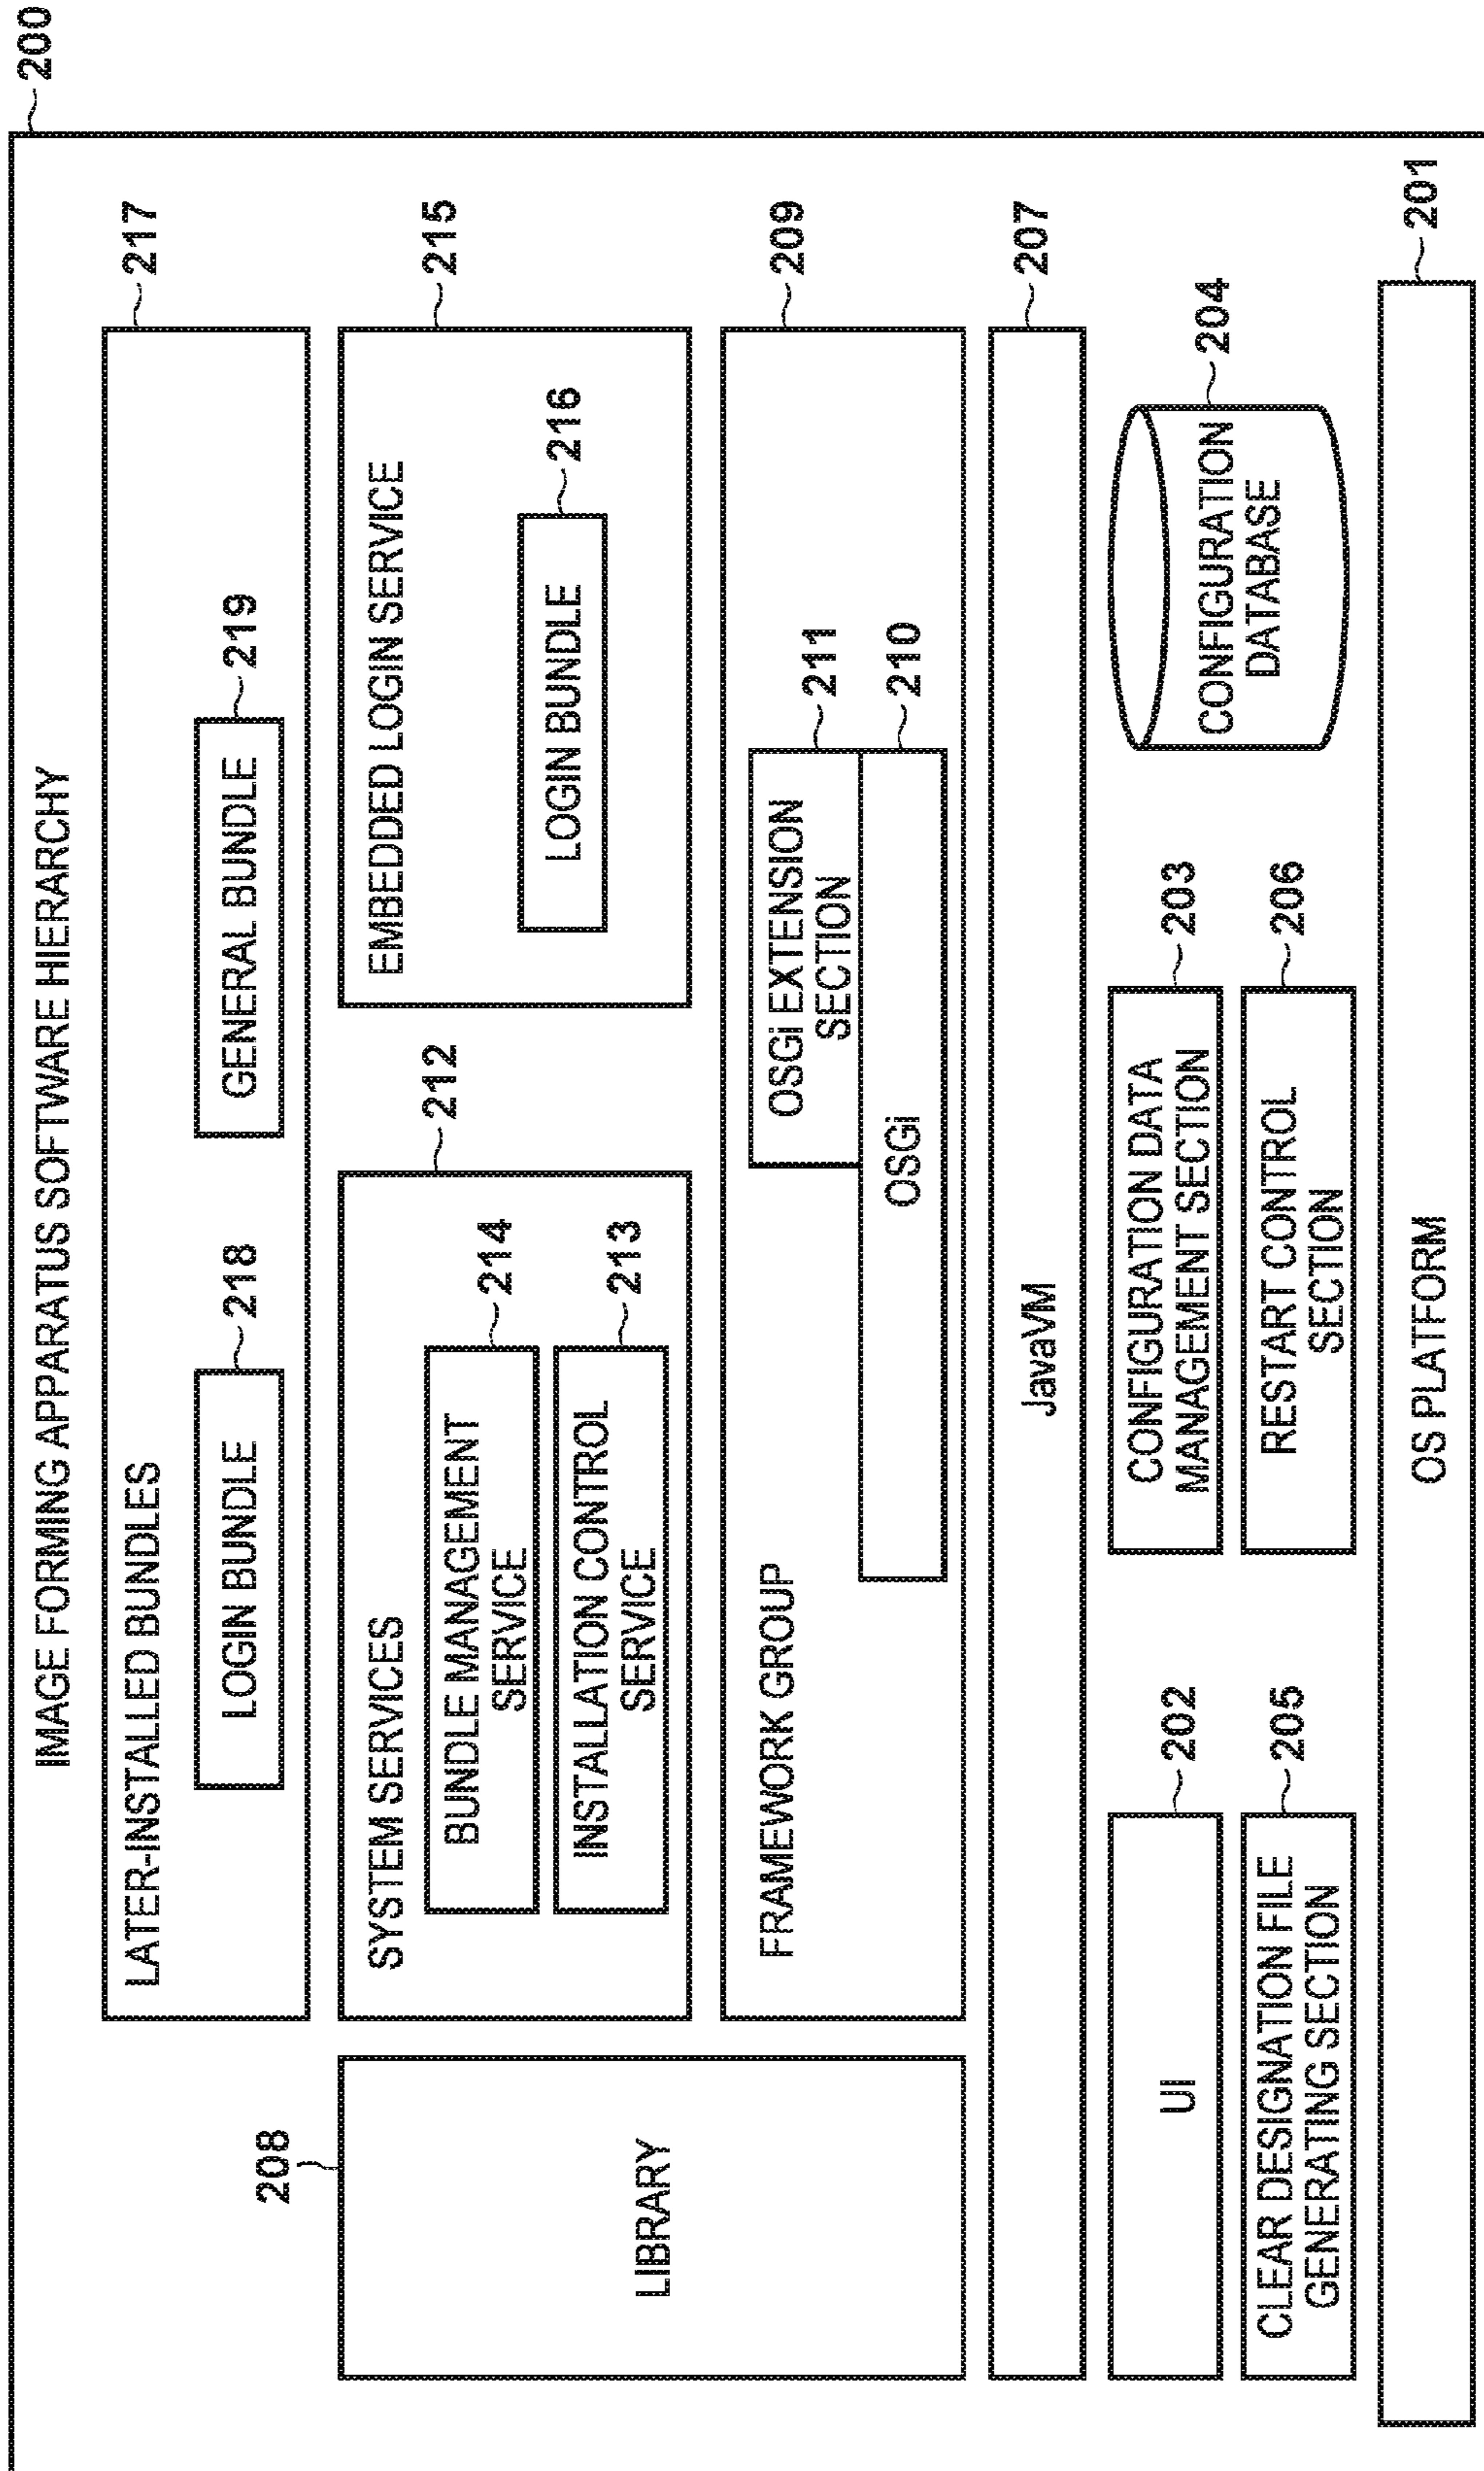 200
IMAGE FORMING APPARATUS SOFTWARE HIERARCHY
217
LATER-INSTALLED BUNDLES
218
LOGIN BUNDLE
219
GENERAL BUNDLE
208
LIBRARY
212
SYSTEM SERVICES
214
BUNDLE MANAGEMENT
SERVICE
213
INSTALLATION CONTROL
SERVICE
215
EMBEDDED LOGIN SERVICE
216
LOGIN BUNDLE
209
FRAMEWORK GROUP
211
OSGi EXTENSION
SECTION
210
OSGi
207
JavaVM
202
UI
203
CONFIGURATION DATA
MANAGEMENT SECTION
204
CONFIGURATION
DATABASE
205
CLEAR DESIGNATION FILE
GENERATING SECTION
206
RESTART CONTROL
SECTION
201
OS PLATFORM